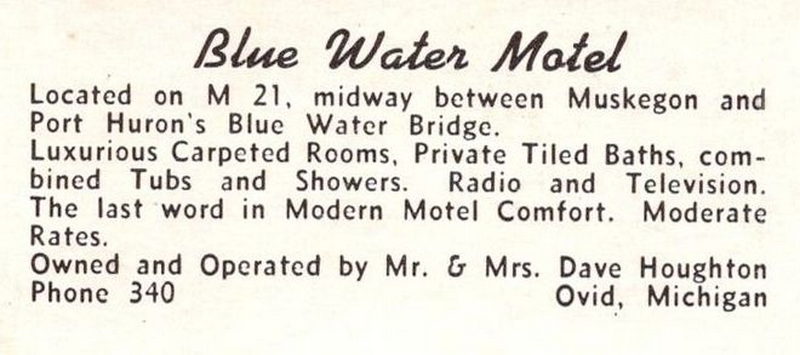 Blue Water Motel
Located on M 21, midway between Muskegon and
Port Huron's Blue Water Bridge.
Luxurious Carpeted Rooms, Private Tiled Baths, com-
bined Tubs and Showers. Radio and Television.
The last word in Modern Motel Comfort. Moderate
Rates.
Owned and Operated by Mr. & Mrs. Dave Houghton
Phone 340 Ovid, Michigan